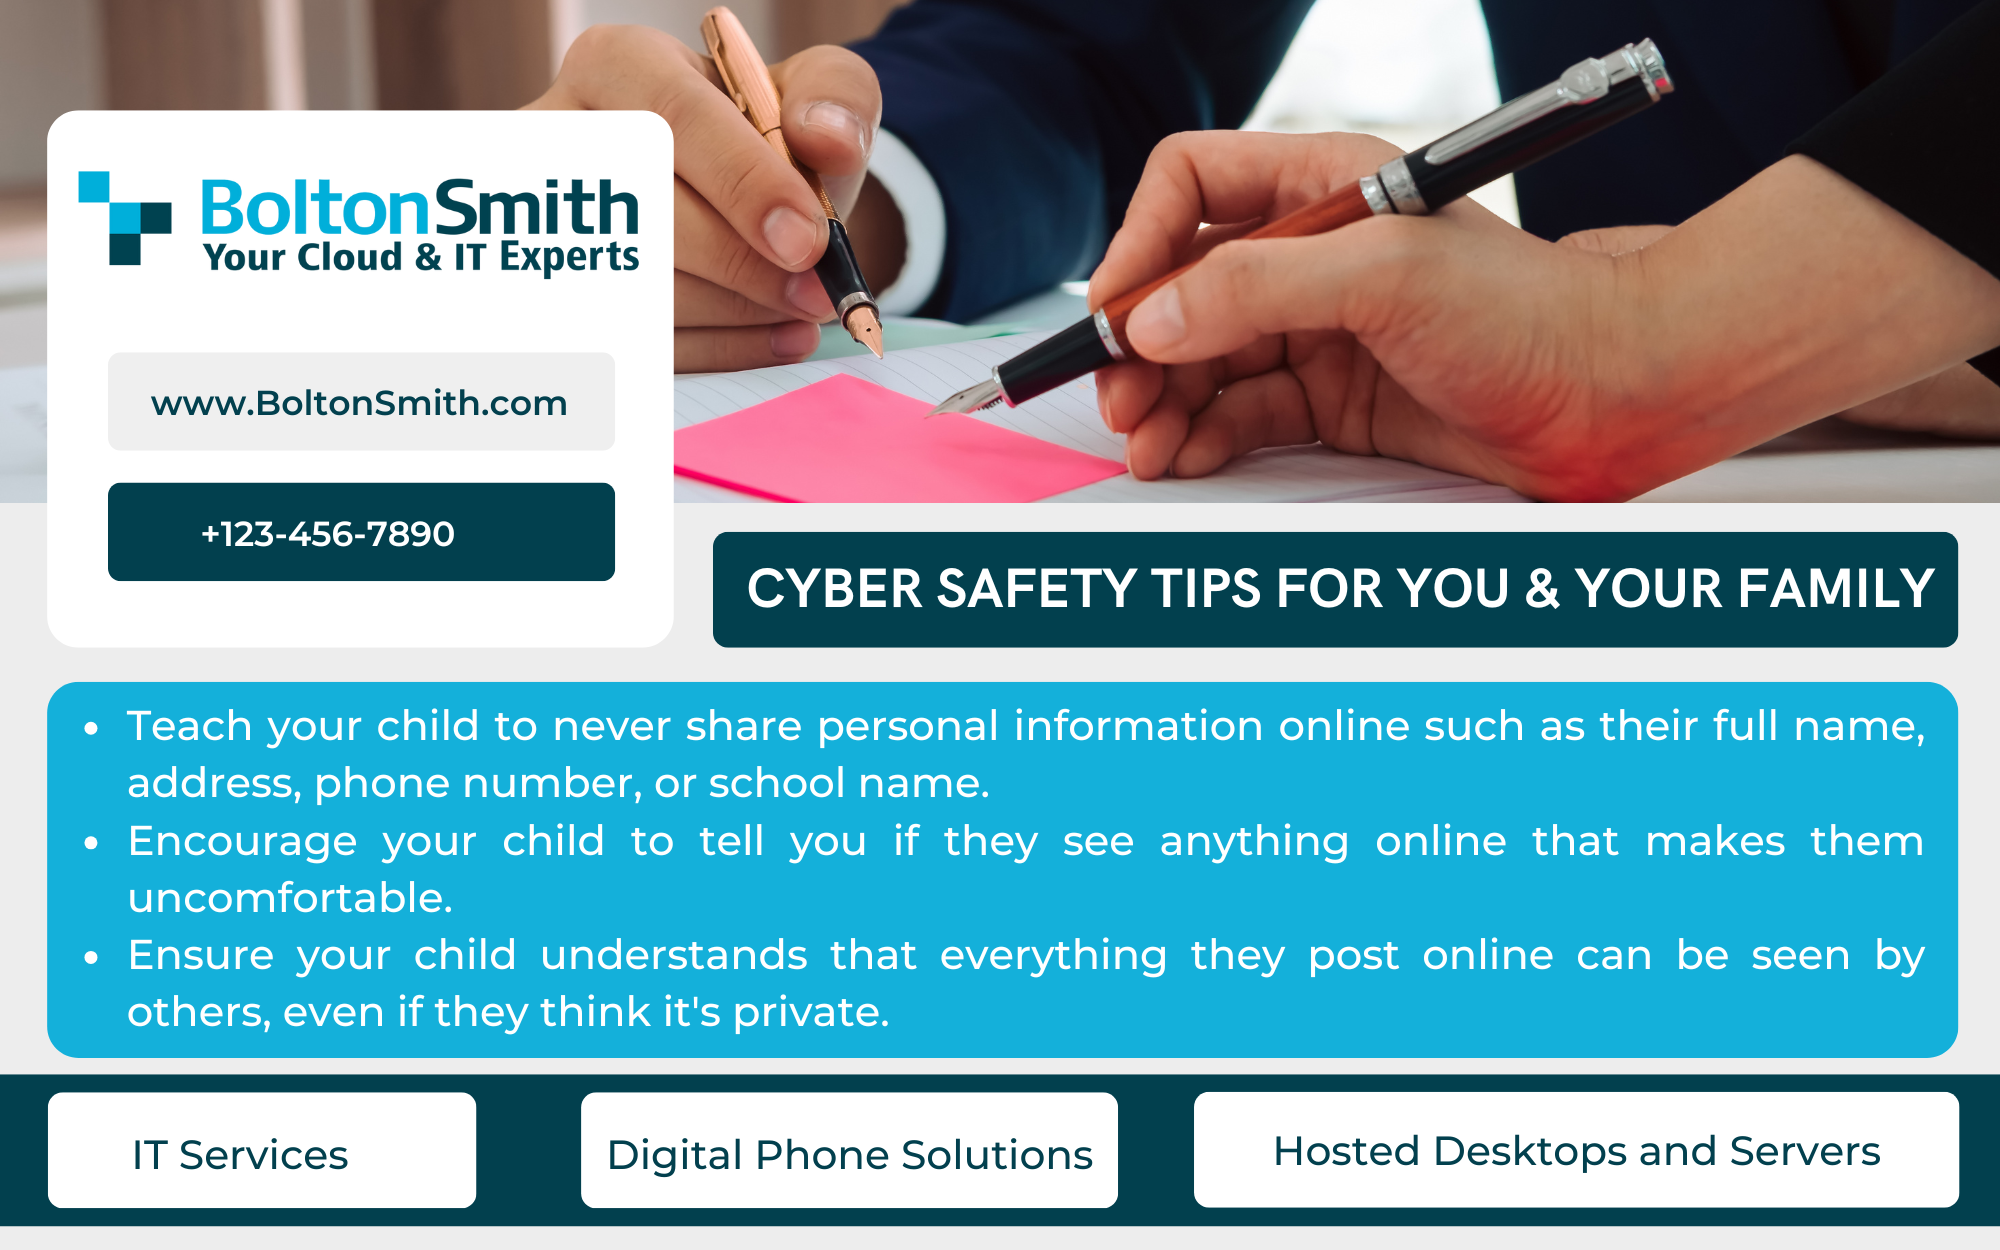 BoltonSmith
Your Cloud & IT Experts
www.BoltonSmith.com
+123-456-7890
CYBER SAFETY TIPS FOR YOU & YOUR FAMILY
• Teach your child to never share personal information online such as their full name,
address, phone number, or school name.
• Encourage your child to tell you if they see anything online that makes them
uncomfortable.
• Ensure your child understands that everything they post online can be seen by
others, even if they think it's private.
IT Services
Digital Phone Solutions
Hosted Desktops and Servers